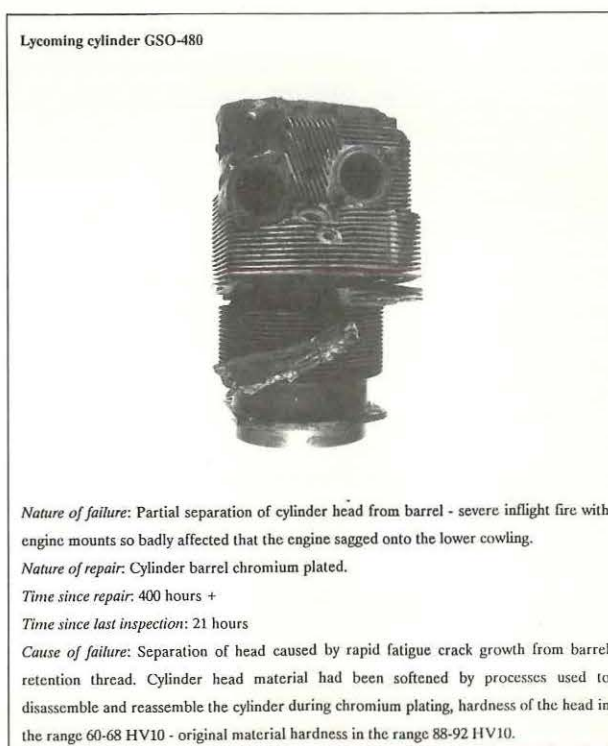 Lycoming cylinder GSO-480
Nature of failure: Partial separation of cylinder head from barrel - severe inflight fire with
engine mounts so badly affected that the engine sagged onto the lower cowling.
Nature of repair: Cylinder barrel chromium plated.
Time since repair: 400 hours +
Time since last inspection: 21 hours
Cause of failure: Separation of head caused by rapid fatigue crack growth from barrel
retention thread. Cylinder head material had been softened by processes used to
disassemble and reassemble the cylinder during chromium plating, hardness of the head in
the range 60-68 HV10 - original material hardness in the range 88-92 HV10.